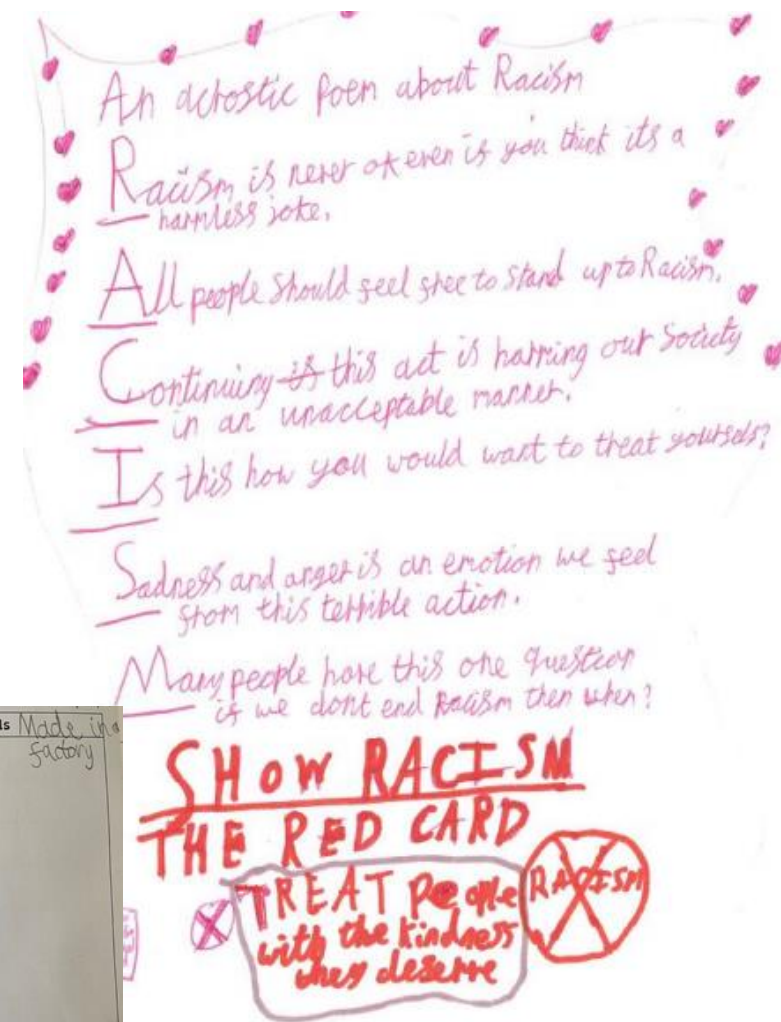 An acrostic poem about Racism
Racism is never ok even if you think its a
harmless joke.
All people should feel free to stand up to Racism.
Continuing if this act is harming our Society
in an unacceptable manner.
Is this how you would want to treat yourself?
Sadness and anger is an emotion we feel
from this terrible action.
Many people have this one question
if we dont end Racism then when?
SHOW RACISM
THE RED CARD
TREAT People
with the kindness
they deserve
RACISM
ls Made in a
factory